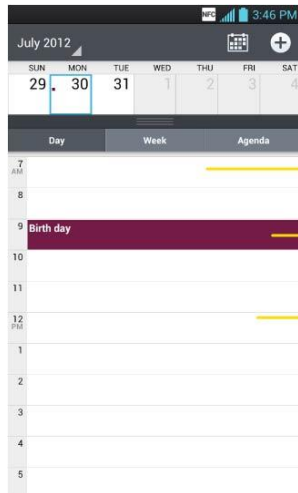 NFC 3:46 PM
July 2012
SUN MON TUE WED THU FRI SAT
29 30 31 1 2 3 4
Day Week Agenda
7
AM
8
9 Birth day
10
11
12
PM
1
2
3
4
5